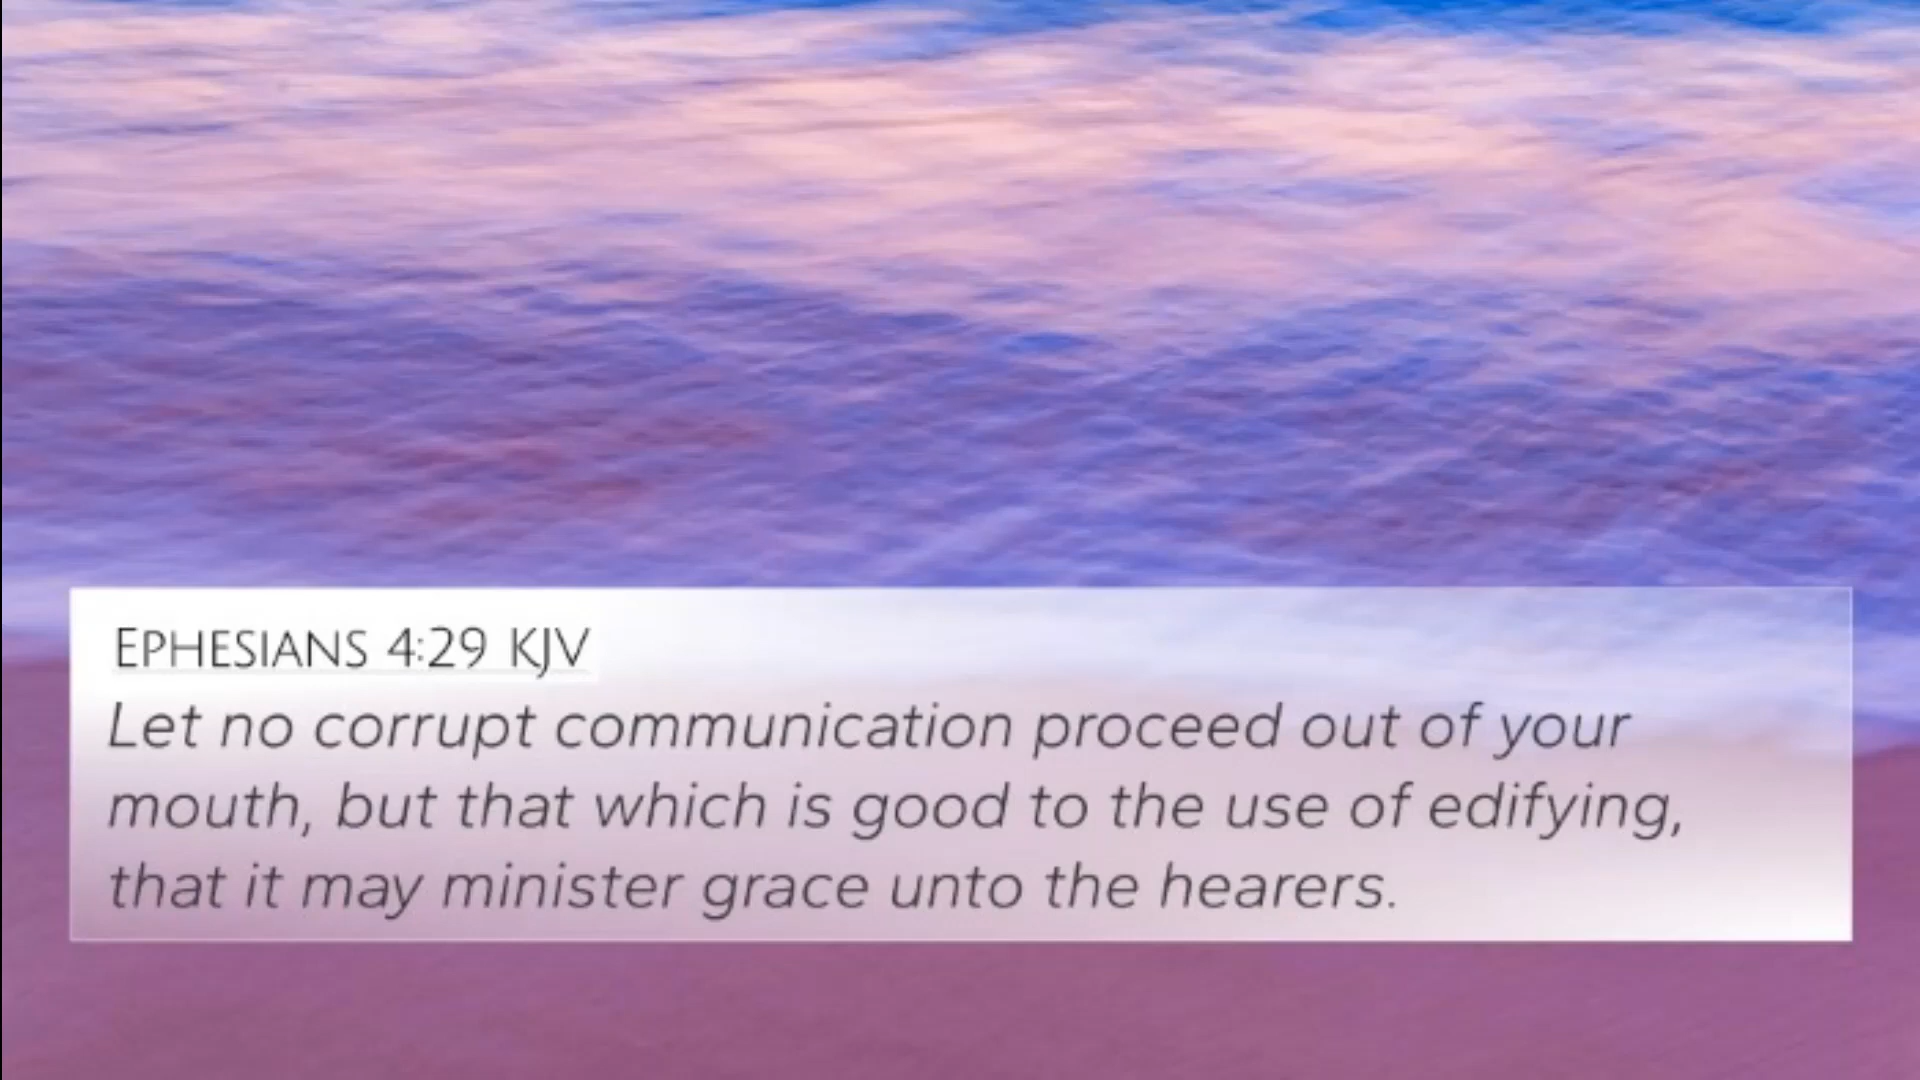 Ephesians 4:29 KJV
Let no corrupt communication proceed out of your
mouth, but that which is good to the use of edifying,
that it may minister grace unto the hearers.